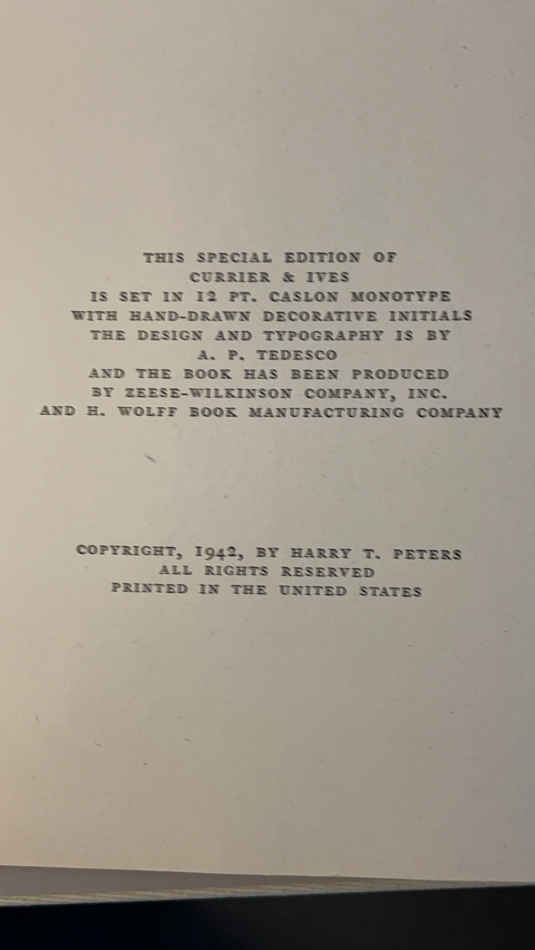 THIS SPECIAL EDITION OF
CURRIER & IVES
IS SET IN 12 PT. CASLON MONOTYPE
WITH HAND-DRAWN DECORATIVE INITIALS
THE DESIGN AND TYPOGRAPHY IS BY
A. P. TEDESCO
AND THE BOOK HAS BEEN PRODUCED
BY ZEESE-WILKINSON COMPANY, INC.
AND H. WOLFF BOOK MANUFACTURING COMPANY
COPYRIGHT, 1942, BY HARRY T. PETERS
ALL RIGHTS RESERVED
PRINTED IN THE UNITED STATES